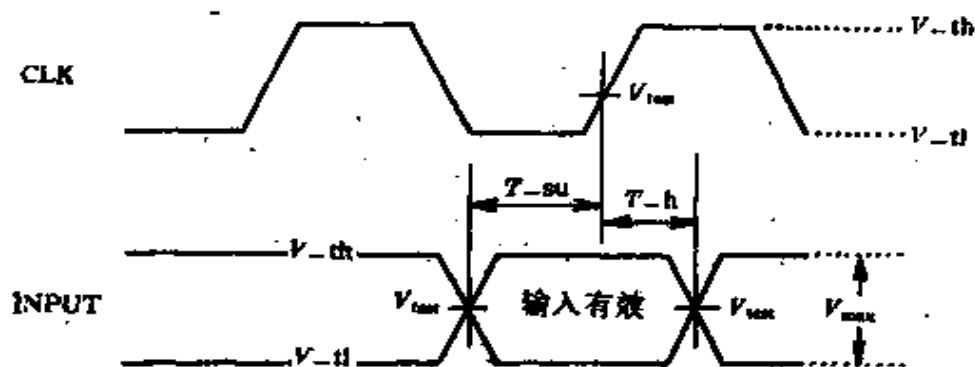 V_th
CLK
V_test
V_tl
T_su
T_h
V_th
INPUT
V_test
输入有效
V_test
V_max
V_tl